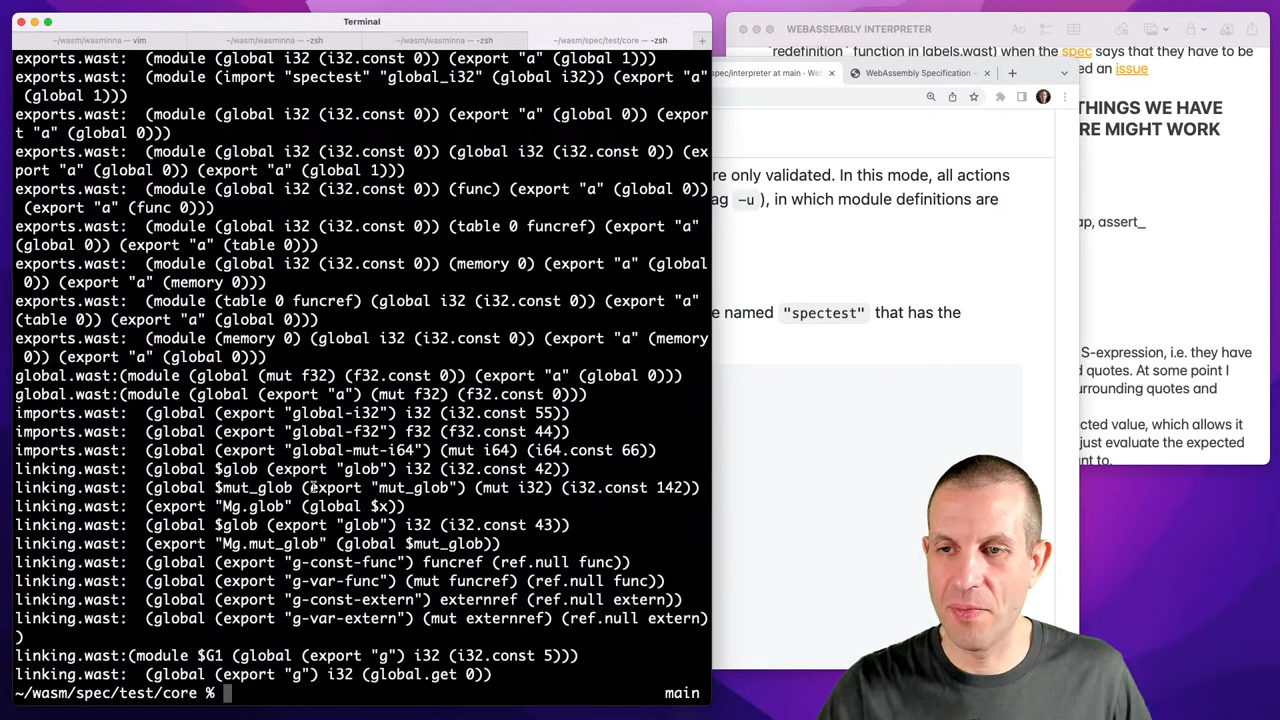 Terminal
~/wasm/wasminna — vim
~/wasm/wasminna — -zsh
~/wasm/wasminna — -zsh
~/wasm/spec/test/core — -zsh
exports.wast:  (module (global i32 (i32.const 0)) (export "a" (global 1)))
exports.wast:  (module (import "spectest" "global_i32" (global i32)) (export "a"
 (global 1)))
exports.wast:  (module (global i32 (i32.const 0)) (export "a" (global 0)) (expor
t "a" (global 0)))
exports.wast:  (module (global i32 (i32.const 0)) (global i32 (i32.const 0)) (ex
port "a" (global 0)) (export "a" (global 1)))
exports.wast:  (module (global i32 (i32.const 0)) (func) (export "a" (global 0))
 (export "a" (func 0)))
exports.wast:  (module (global i32 (i32.const 0)) (table 0 funcref) (export "a"
(global 0)) (export "a" (table 0)))
exports.wast:  (module (global i32 (i32.const 0)) (memory 0) (export "a" (global
 0)) (export "a" (memory 0)))
exports.wast:  (module (table 0 funcref) (global i32 (i32.const 0)) (export "a"
(table 0)) (export "a" (global 0)))
exports.wast:  (module (memory 0) (global i32 (i32.const 0)) (export "a" (memory
 0)) (export "a" (global 0)))
global.wast:(module (global (mut f32) (f32.const 0)) (export "a" (global 0)))
global.wast:(module (global (export "a") (mut f32) (f32.const 0)))
imports.wast:  (global (export "global-i32") i32 (i32.const 55))
imports.wast:  (global (export "global-f32") f32 (f32.const 44))
imports.wast:  (global (export "global-mut-i64") (mut i64) (i64.const 66))
linking.wast:  (global $glob (export "glob") i32 (i32.const 42))
linking.wast:  (global $mut_glob (export "mut_glob") (mut i32) (i32.const 142))
linking.wast:  (export "Mg.glob" (global $x))
linking.wast:  (global $glob (export "glob") i32 (i32.const 43))
linking.wast:  (export "Mg.mut_glob" (global $mut_glob))
linking.wast:  (global (export "g-const-func") funcref (ref.null func))
linking.wast:  (global (export "g-var-func") (mut funcref) (ref.null func))
linking.wast:  (global (export "g-const-extern") externref (ref.null extern))
linking.wast:  (global (export "g-var-extern") (mut externref) (ref.null extern)
)
linking.wast:(module $G1 (global (export "g") i32 (i32.const 5)))
linking.wast:  (global (export "g") i32 (global.get 0))
~/wasm/spec/test/core %
main
WEBASSEMBLY INTERPRETER
`redefinition` function in labels.wast) when the spec says that they have to be
ed an issue
spec/interpreter at main · We
WebAssembly Specification —
THINGS WE HAVE
RE MIGHT WORK
re only validated. In this mode, all actions
ag -u), in which module definitions are
ap, assert_
e named "spectest" that has the
S-expression, i.e. they have
d quotes. At some point I
urrounding quotes and
ected value, which allows it
just evaluate the expected
ant to.